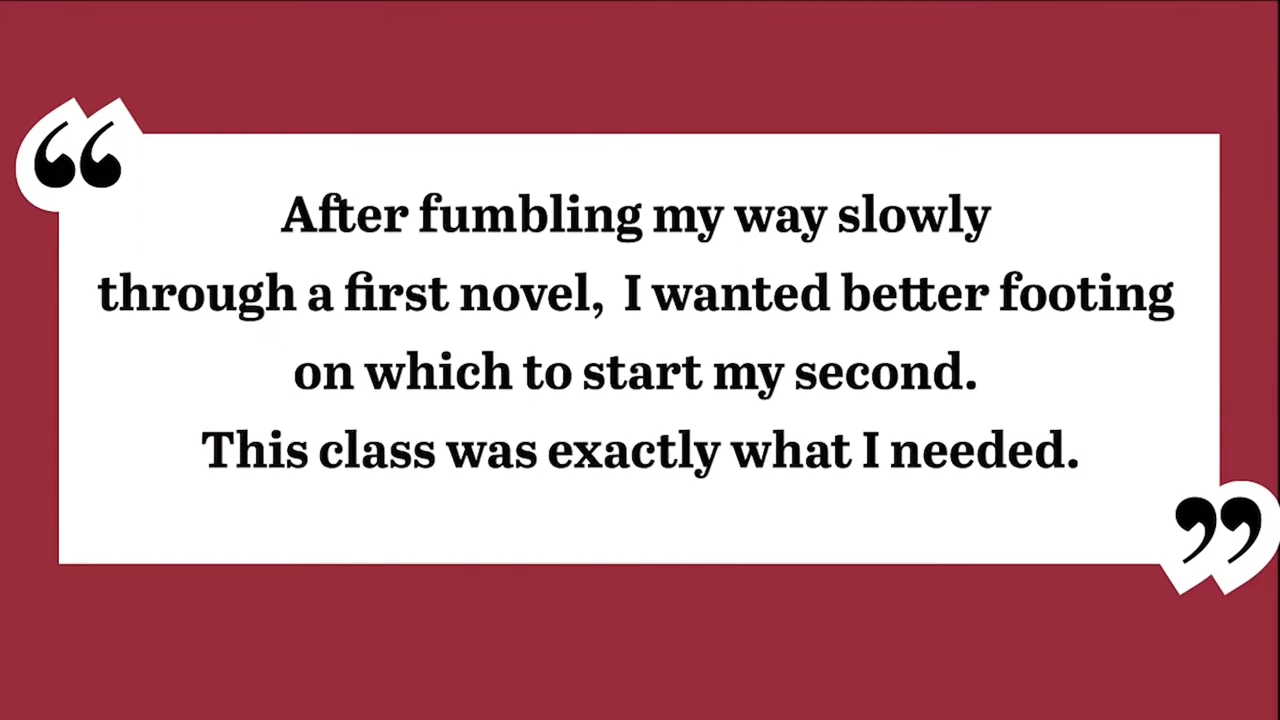 “
After fumbling my way slowly
through a first novel,  I wanted better footing
on which to start my second.
This class was exactly what I needed.
”